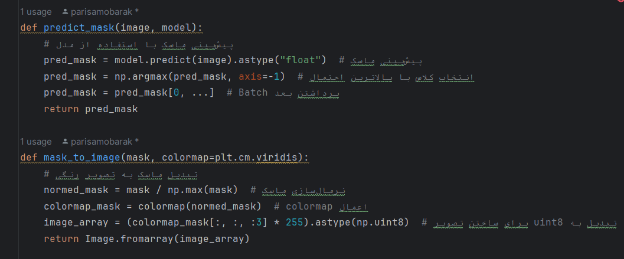 1 usage parisamobarak *
def predict_mask(image, model):
# پیش‌بینی ماسک با استفاده از مدل
pred_mask = model.predict(image).astype("float") # پیش‌بینی ماسک
pred_mask = np.argmax(pred_mask, axis=-1) # انتخاب کلاس با بالاترین احتمال
pred_mask = pred_mask[0, ...] # Batch برداشتن بعد
return pred_mask
1 usage parisamobarak *
def mask_to_image(mask, colormap=plt.cm.viridis):
# تبدیل ماسک به تصویر رنگی
normed_mask = mask / np.max(mask) # نرمال‌سازی ماسک
colormap_mask = colormap(normed_mask) # colormap اعمال
image_array = (colormap_mask[:, :, :3] * 255).astype(np.uint8) # تبدیل به uint8 برای ساختن تصویر
return Image.fromarray(image_array)